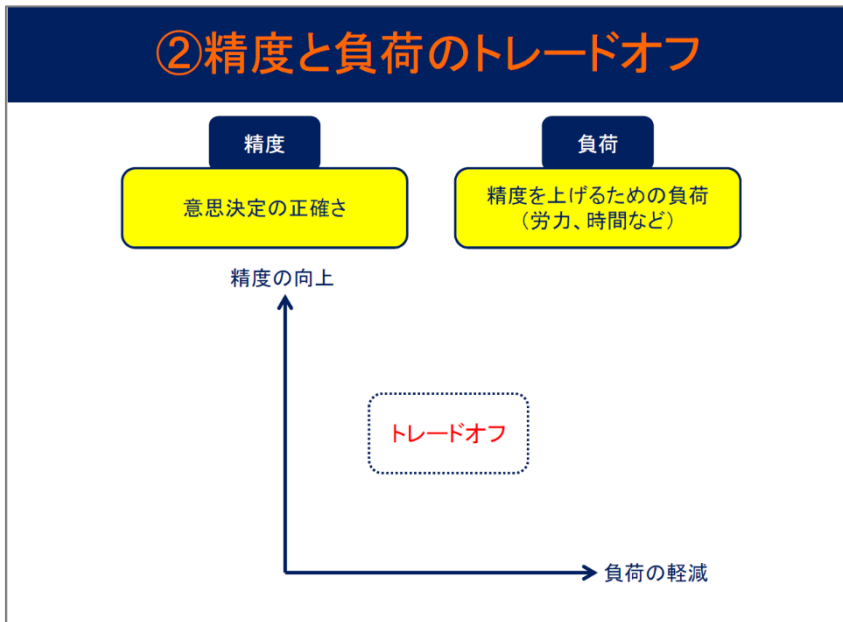 ②精度と負荷のトレードオフ
精度
意思決定の正確さ
負荷
精度を上げるための負荷
（労力、時間など）
精度の向上
トレードオフ
負荷の軽減